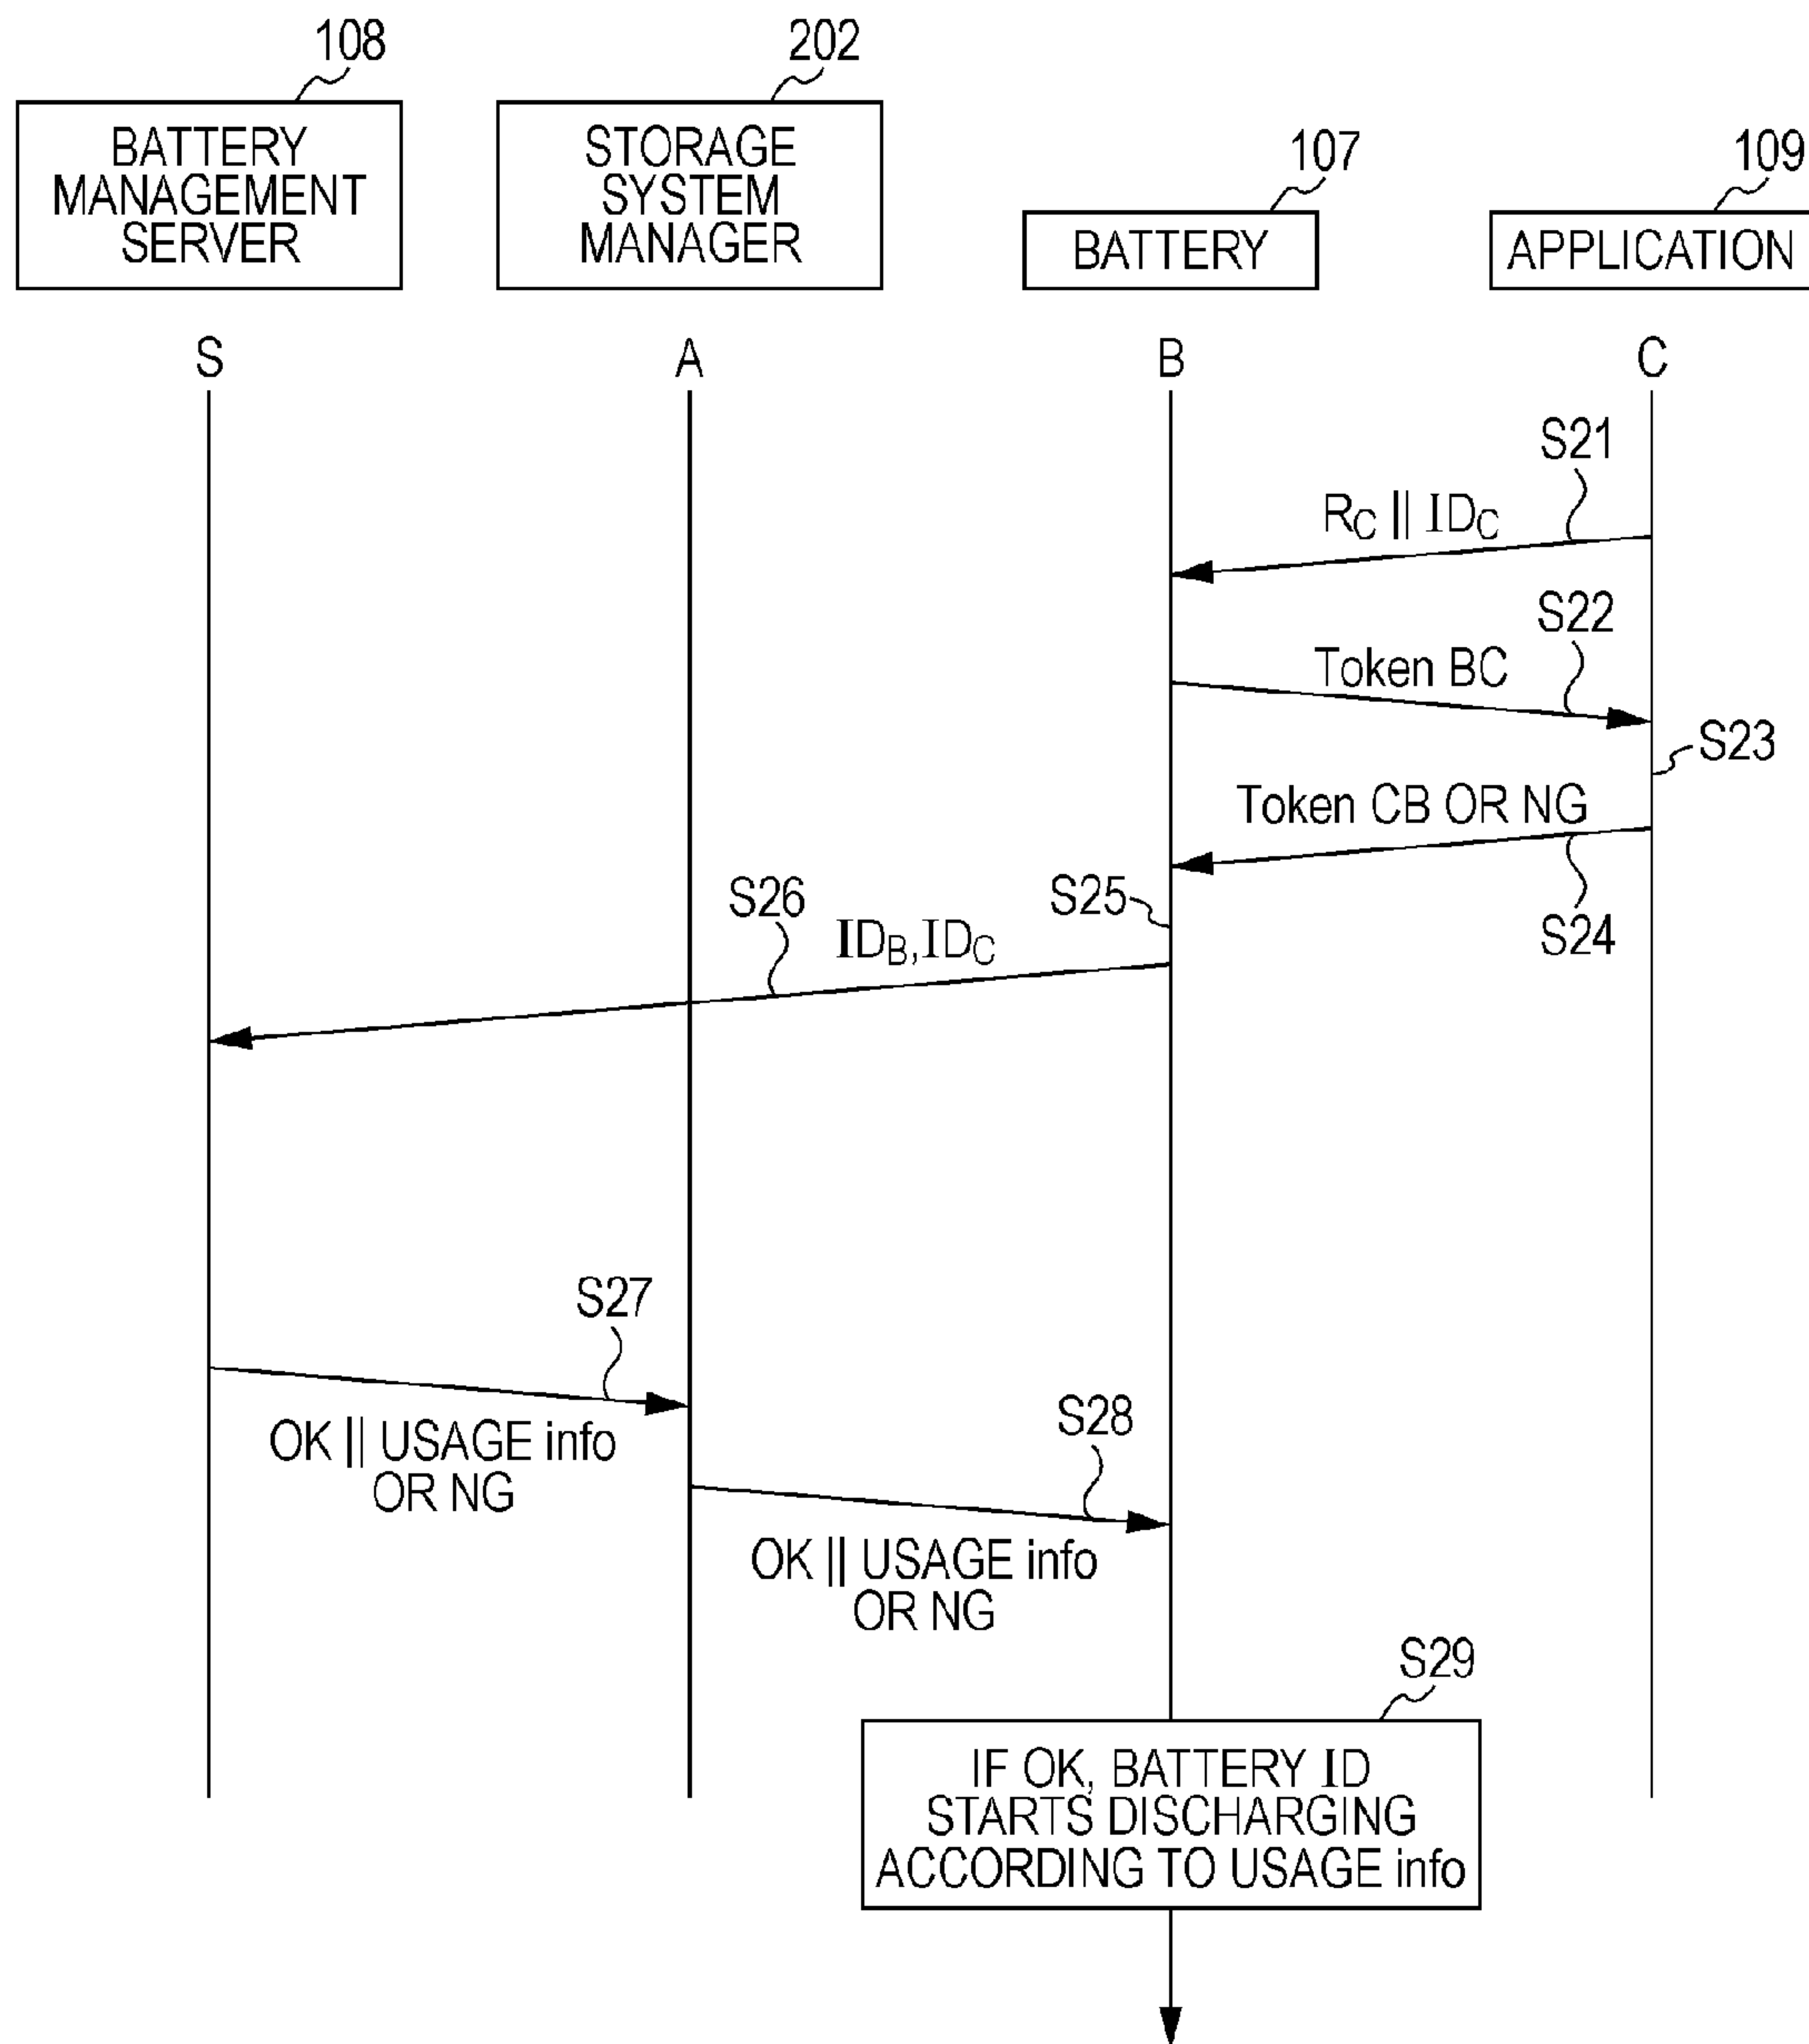 108
202
107
109
BATTERY
MANAGEMENT
SERVER
STORAGE
SYSTEM
MANAGER
BATTERY
APPLICATION
S
A
B
C
S21
RC || IDC
S22
Token BC
S23
Token CB OR NG
S24
S25
S26
IDB,IDC
S27
OK || USAGE info
OR NG
S28
OK || USAGE info
OR NG
S29
IF OK, BATTERY ID
STARTS DISCHARGING
ACCORDING TO USAGE info